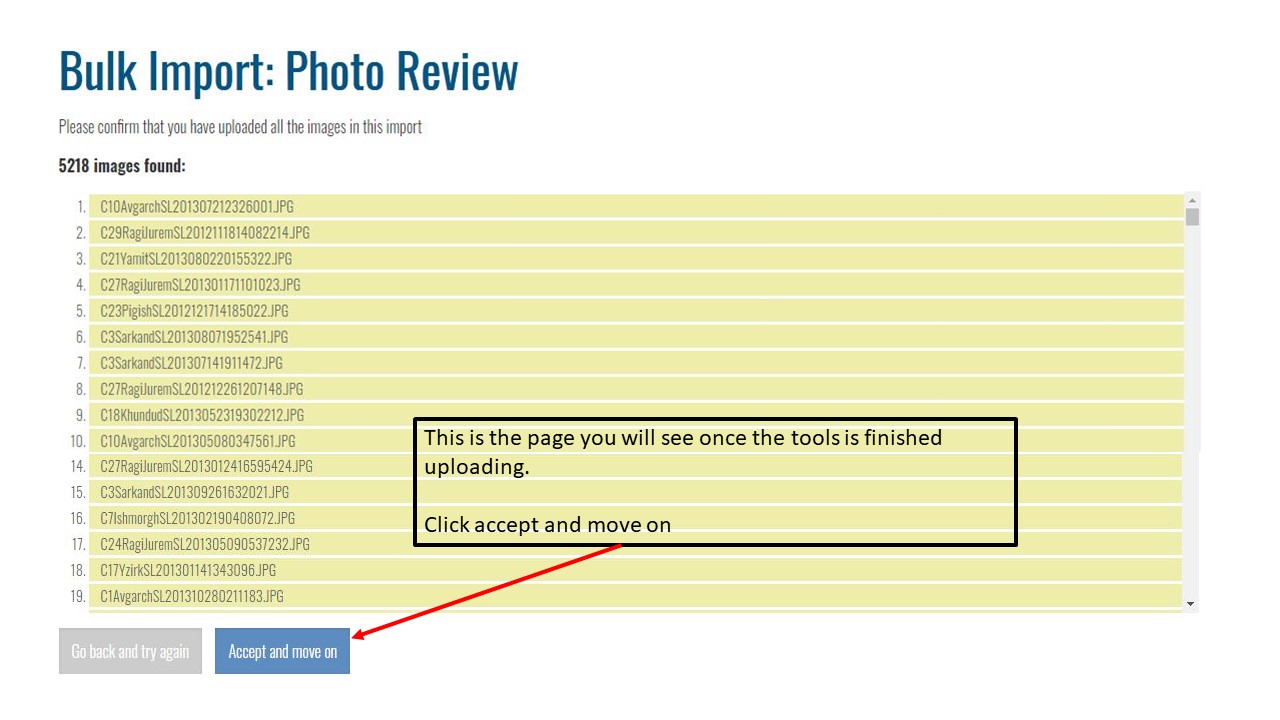 Bulk Import: Photo Review
Please confirm that you have uploaded all the images in this import
5218 images found:
1. C10AvgarchSL201307212326001.JPG
2. C29RagiJuremSL2012111814082214.JPG
3. C21YamitSL2013080220155322.JPG
4. C27RagiJuremSL201301171101023.JPG
5. C23PigishSL2012121714185022.JPG
6. C3SarkandSL201308071952541.JPG
7. C3SarkandSL201307141911472.JPG
8. C27RagiJuremSL201212261207148.JPG
9. C18KhundudSL2013052319302212.JPG
10. C10AvgarchSL201305080347561.JPG
14. C27RagiJuremSL2013012416595424.JPG
15. C3SarkandSL201309261632021.JPG
16. C7IshmorghSL201302190408072.JPG
17. C24RagiJuremSL201305090537232.JPG
18. C17YzirkSL201301141343096.JPG
19. C1AvgarchSL201310280211183.JPG
This is the page you will see once the tools is finished
uploading.
Click accept and move on
Go back and try again
Accept and move on